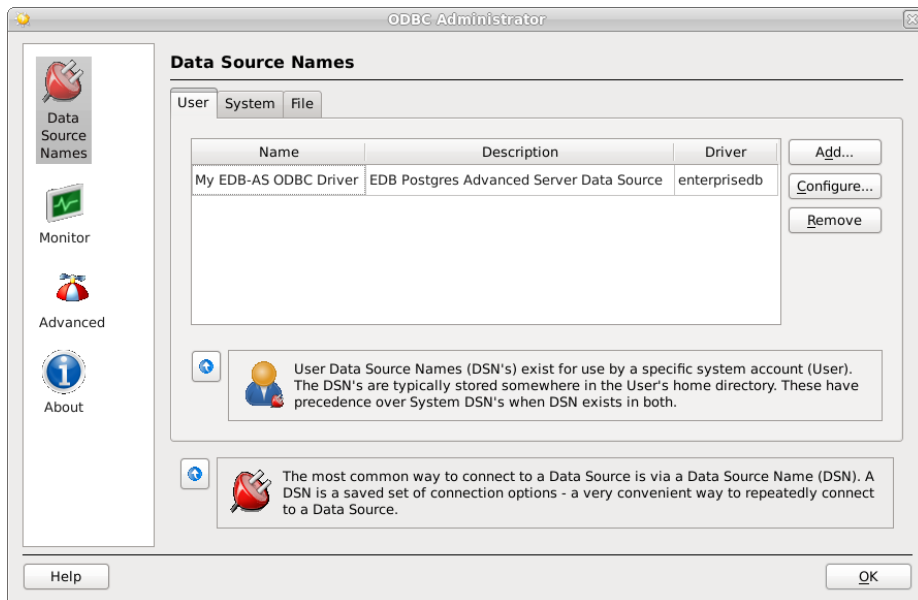 ODBC Administrator
Data
Source
Names
Monitor
Advanced
About
Data Source Names
User System File
Name Description Driver
My EDB-AS ODBC Driver EDB Postgres Advanced Server Data Source enterprisedb
Add...
Configure...
Remove
User Data Source Names (DSN's) exist for use by a specific system account (User).
The DSN's are typically stored somewhere in the User's home directory. These have
precedence over System DSN's when DSN exists in both.
The most common way to connect to a Data Source is via a Data Source Name (DSN). A
DSN is a saved set of connection options - a very convenient way to repeatedly connect
to a Data Source.
Help
OK